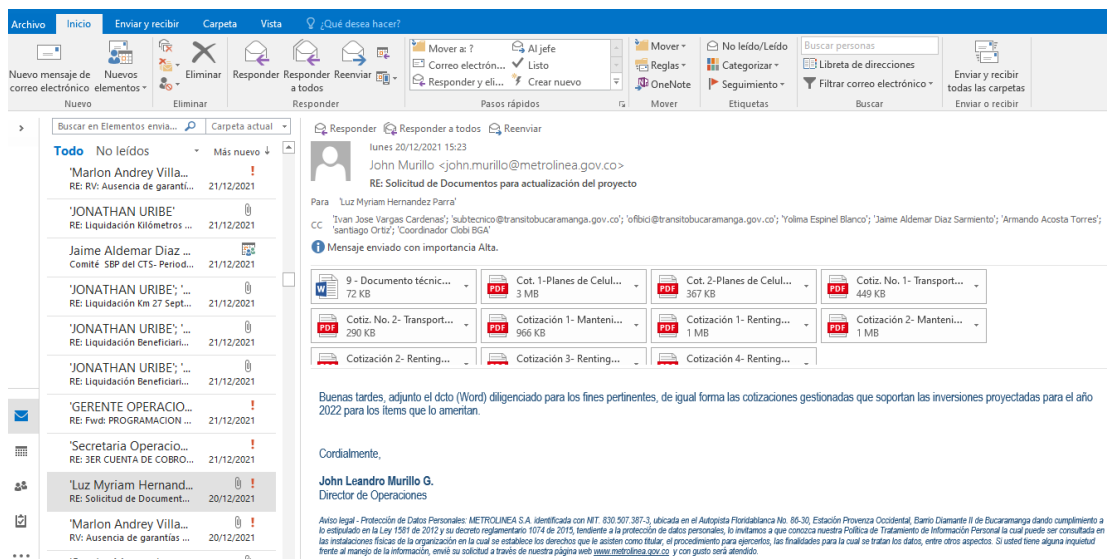 Archivo Inicio Enviar y recibir Carpeta Vista ¿Qué desea hacer?
Nuevo mensaje de correo electrónico
Nuevos elementos
Nuevo
Eliminar
Eliminar
Responder
Responder a todos
Reenviar
Responder
Mover a: ?
Correo electrón...
Responder y eli...
Al jefe
Listo
Crear nuevo
Pasos rápidos
Mover
Reglas
OneNote
Mover
No leído/Leído
Categorizar
Seguimiento
Etiquetas
Buscar personas
Libreta de direcciones
Filtrar correo electrónico
Buscar
Enviar y recibir
todas las carpetas
Enviar o recibir
Buscar en Elementos envia... Carpeta actual
Todo No leídos Más nuevo ↓
'Marlon Andrey Villa... !
RE: RV: Ausencia de garantí... 21/12/2021
'JONATHAN URIBE'
RE: Liquidación Kilómetros ... 21/12/2021
Jaime Aldemar Diaz ...
Comité SBP del CTS- Period... 21/12/2021
'JONATHAN URIBE'; '...
RE: Liquidación Km 27 Sept... 21/12/2021
'JONATHAN URIBE'; '...
RE: Liquidación Beneficiari... 21/12/2021
'JONATHAN URIBE'; '...
RE: Liquidación Beneficiari... 21/12/2021
'GERENTE OPERACIO... !
RE: Fwd: PROGRAMACION ... 21/12/2021
'Secretaria Operacio... !
RE: 3ER CUENTA DE COBRO... 21/12/2021
'Luz Myriam Hernand... !
RE: Solicitud de Document... 20/12/2021
'Marlon Andrey Villa... !
RV: Ausencia de garantías ... 20/12/2021
Responder Responder a todos Reenviar
lunes 20/12/2021 15:23
John Murillo <john.murillo@metrolinea.gov.co>
RE: Solicitud de Documentos para actualización del proyecto
Para 'Luz Myriam Hernandez Parra'
CC 'Ivan Jose Vargas Cardenas'; 'subtecnico@transitobucaramanga.gov.co'; 'ofibici@transitobucaramanga.gov.co'; 'Yolima Espinel Blanco'; 'Jaime Aldemar Diaz Sarmiento'; 'Armando Acosta Torres';
'santiago Ortiz'; 'Coordinador Clobi BGA'
Mensaje enviado con importancia Alta.
9 - Documento técnic...
72 KB
Cot. 1-Planes de Celul...
3 MB
Cot. 2-Planes de Celul...
367 KB
Cotiz. No. 1- Transport...
449 KB
Cotiz. No. 2- Transport...
290 KB
Cotización 1- Manteni...
966 KB
Cotización 1- Renting...
1 MB
Cotización 2- Manteni...
1 MB
Cotización 2- Renting...
Cotización 3- Renting...
Cotización 4- Renting...
Buenas tardes, adjunto el dcto (Word) diligenciado para los fines pertinentes, de igual forma las cotizaciones gestionadas que soportan las inversiones proyectadas para el año
2022 para los ítems que lo ameritan.
Cordialmente,
John Leandro Murillo G.
Director de Operaciones
Aviso legal - Protección de Datos Personales: METROLINEA S.A. identificada con NIT. 830.507.387-3, ubicada en el Autopista Floridablanca No. 86-30, Estación Provenza Occidental, Barrio Diamante II de Bucaramanga dando cumplimiento a
lo estipulado en la Ley 1581 de 2012 y su decreto reglamentario 1074 de 2015, tendiente a la protección de datos personales, lo invitamos a que conozca nuestra Política de Tratamiento de Información Personal la cual puede ser consultada en
las instalaciones físicas de la organización en la cual se establece los derechos que le asisten como titular, el procedimiento para ejercerlos, las finalidades para la cual se tratan los datos, entre otros aspectos. Si usted tiene alguna inquietud
frente al manejo de la información, envíe su solicitud a través de nuestra página web www.metrolinea.gov.co y con gusto será atendido.